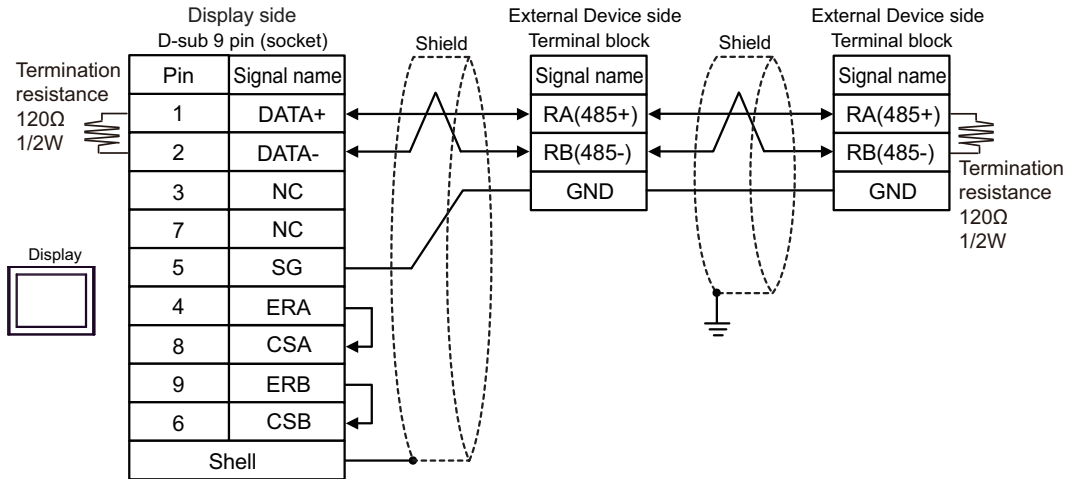 Display side
D-sub 9 pin (socket)
External Device side
Terminal block
External Device side
Terminal block
Shield
Shield
Termination
resistance
120Ω
1/2W
Pin Signal name
1 DATA+
2 DATA-
3 NC
7 NC
5 SG
4 ERA
8 CSA
9 ERB
6 CSB
Shell
Display
Signal name
RA(485+)
RB(485-)
GND
Signal name
RA(485+)
RB(485-)
GND
Termination
resistance
120Ω
1/2W